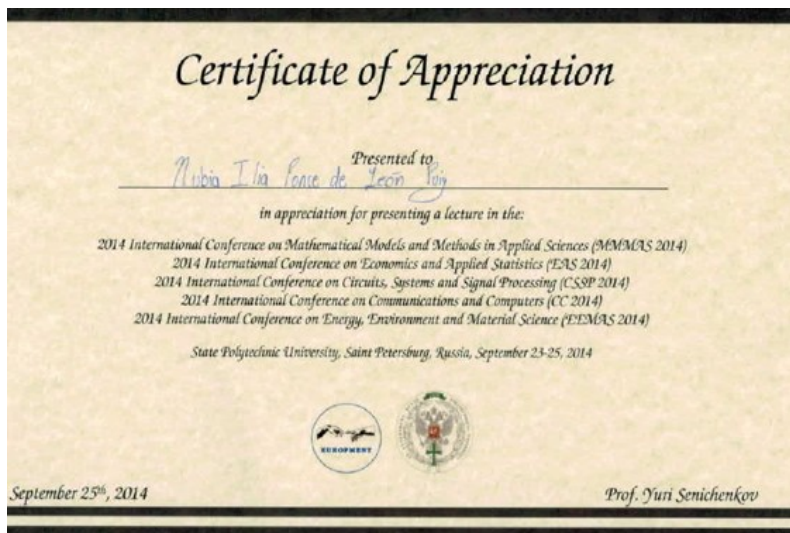 Certificate of Appreciation
Presented to
Nubia Ilia Ponce de León Puig
in appreciation for presenting a lecture in the:
2014 International Conference on Mathematical Models and Methods in Applied Sciences (MMMAS 2014)
2014 International Conference on Economics and Applied Statistics (EAS 2014)
2014 International Conference on Circuits, Systems and Signal Processing (CSSP 2014)
2014 International Conference on Communications and Computers (CC 2014)
2014 International Conference on Energy, Environment and Material Science (EEMAS 2014)
State Polytechnic University, Saint Petersburg, Russia, September 23-25, 2014
EUROPMENT
September 25th, 2014
Prof. Yuri Senichenkov